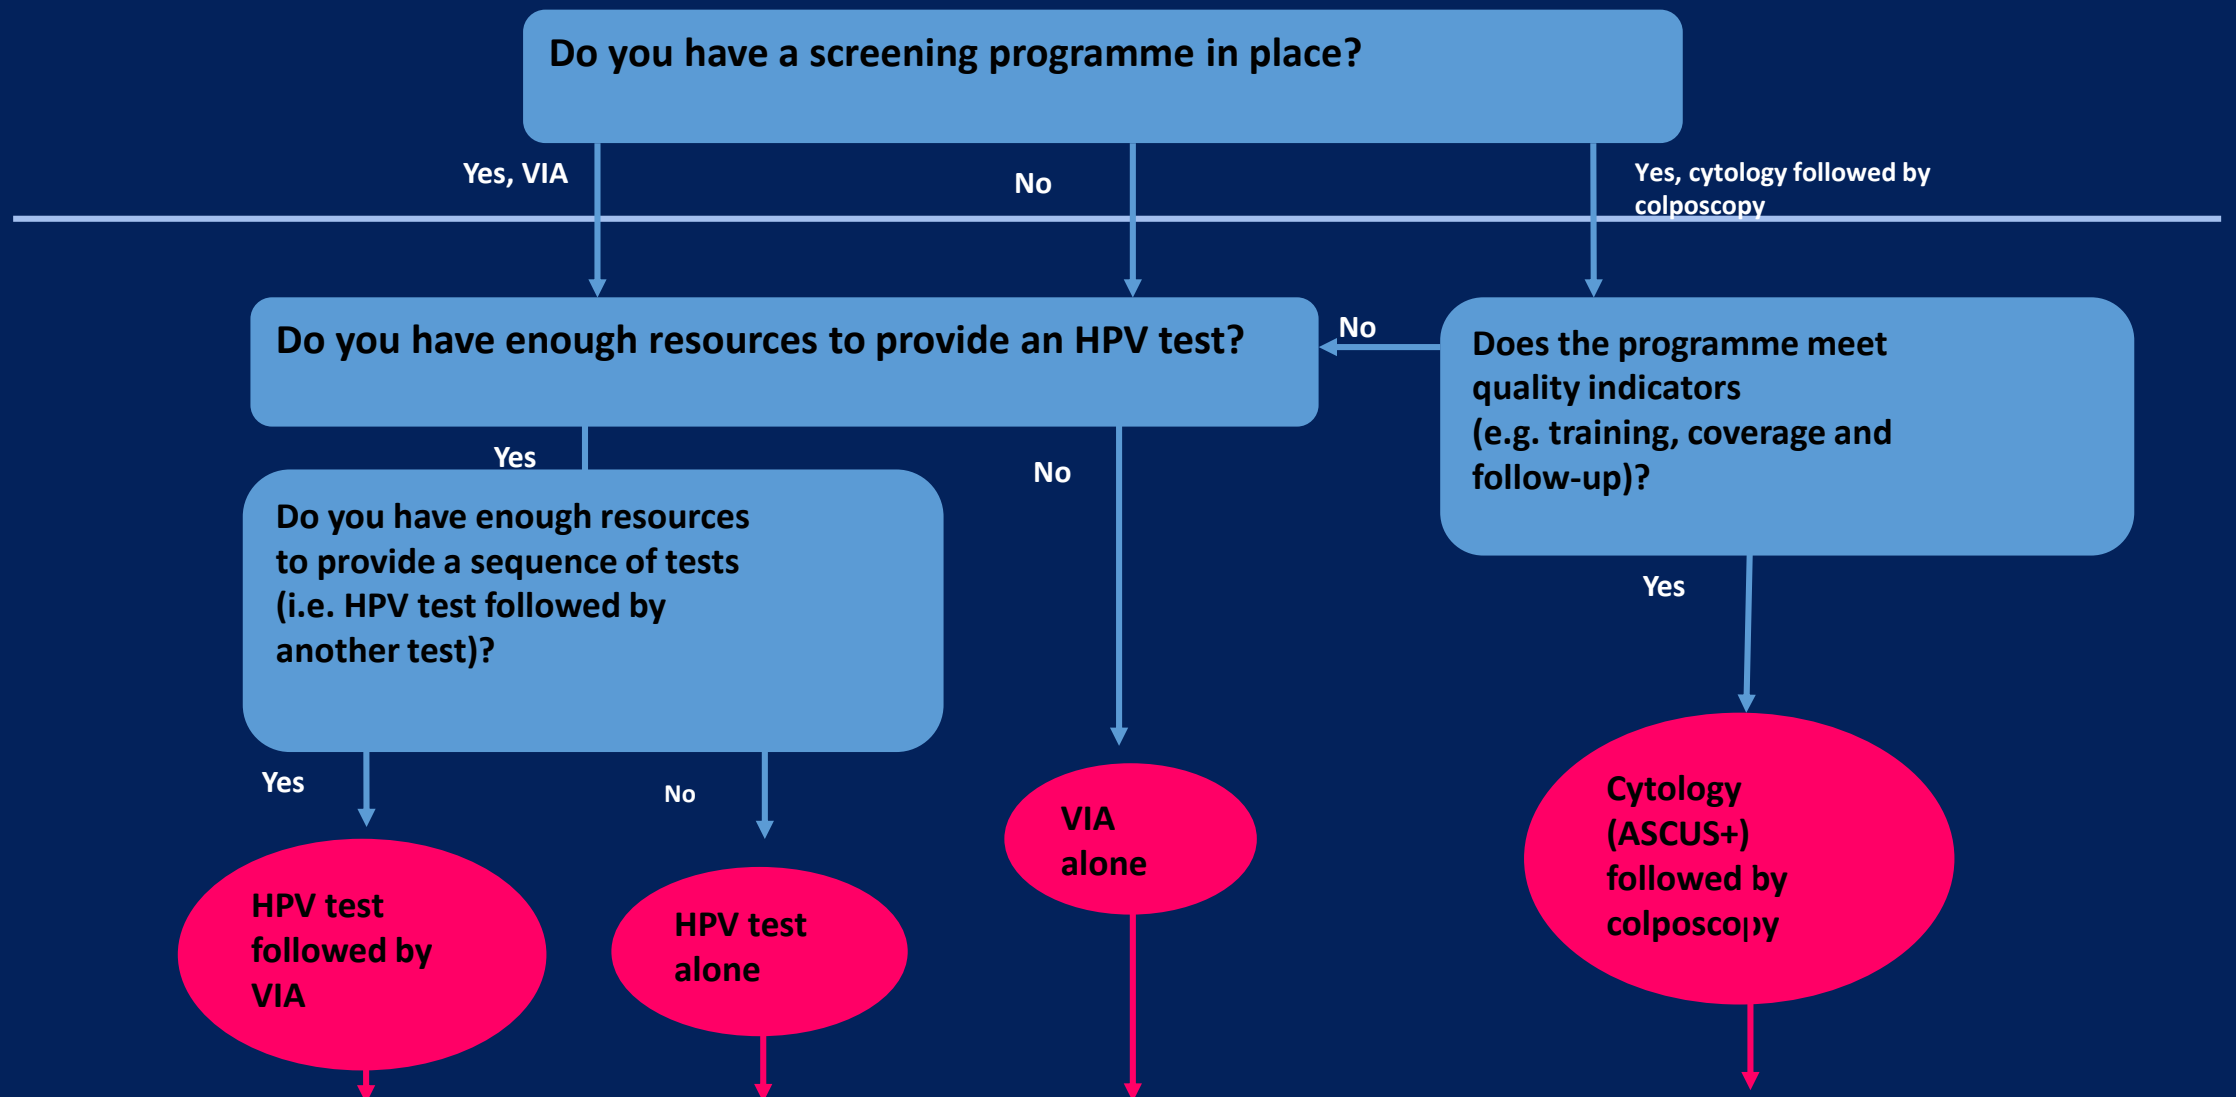 Do you have a screening programme in place?
Yes, VIA
No
Yes, cytology followed by
colposcopy
Do you have enough resources to provide an HPV test?
No
Does the programme meet
quality indicators
(e.g. training, coverage and
follow-up)?
Yes
No
Do you have enough resources
to provide a sequence of tests
(i.e. HPV test followed by
another test)?
Yes
Yes
No
VIA
alone
Cytology
(ASCUS+)
followed by
colposcopy
HPV test
followed by
VIA
HPV test
alone